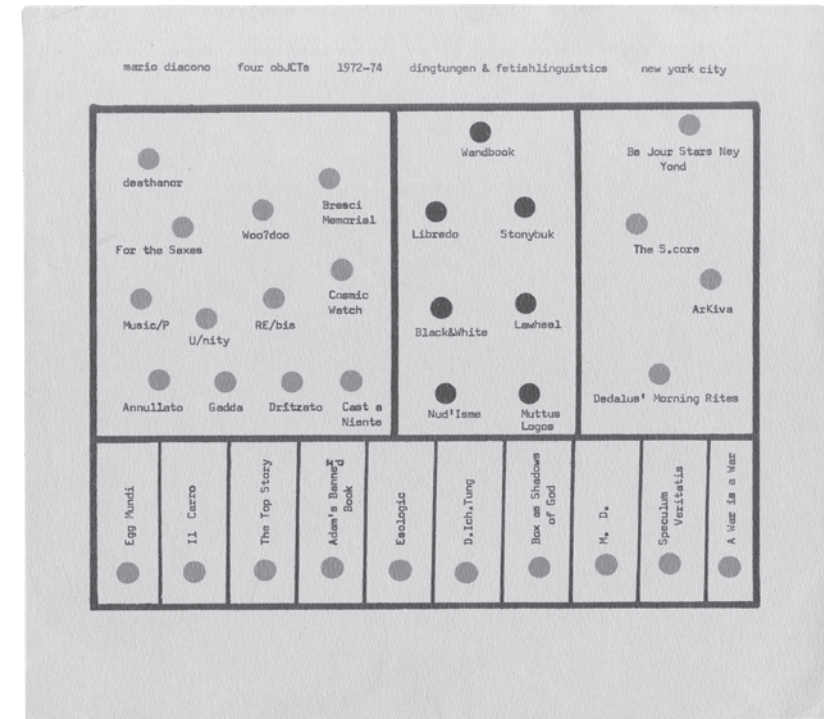 mario diacono four obJCTs 1972-74 dingtungen & fetishlinguistics new york city
deathanor
Bresci
Memorial
Woo?doo
For the Sexes
Cosmic
Watch
Music/P
U/nity
RE/bis
Annullato
Gadda
Dritzato
Cast a
Niente
Wandbook
Libredo
Stonybuk
Black&White
Lawheel
Nud'Isme
Muttus
Logos
Be Jour Stars Ney
Yond
The S.core
ArKiva
Dedalus' Morning Rites
Egg Mundi
Il Carro
The Top Story
Adam's Banned
Book
Esologic
D.Ich.Tung
Box as Shadows
of God
M. D.
Speculum
Veritatis
A War is a War